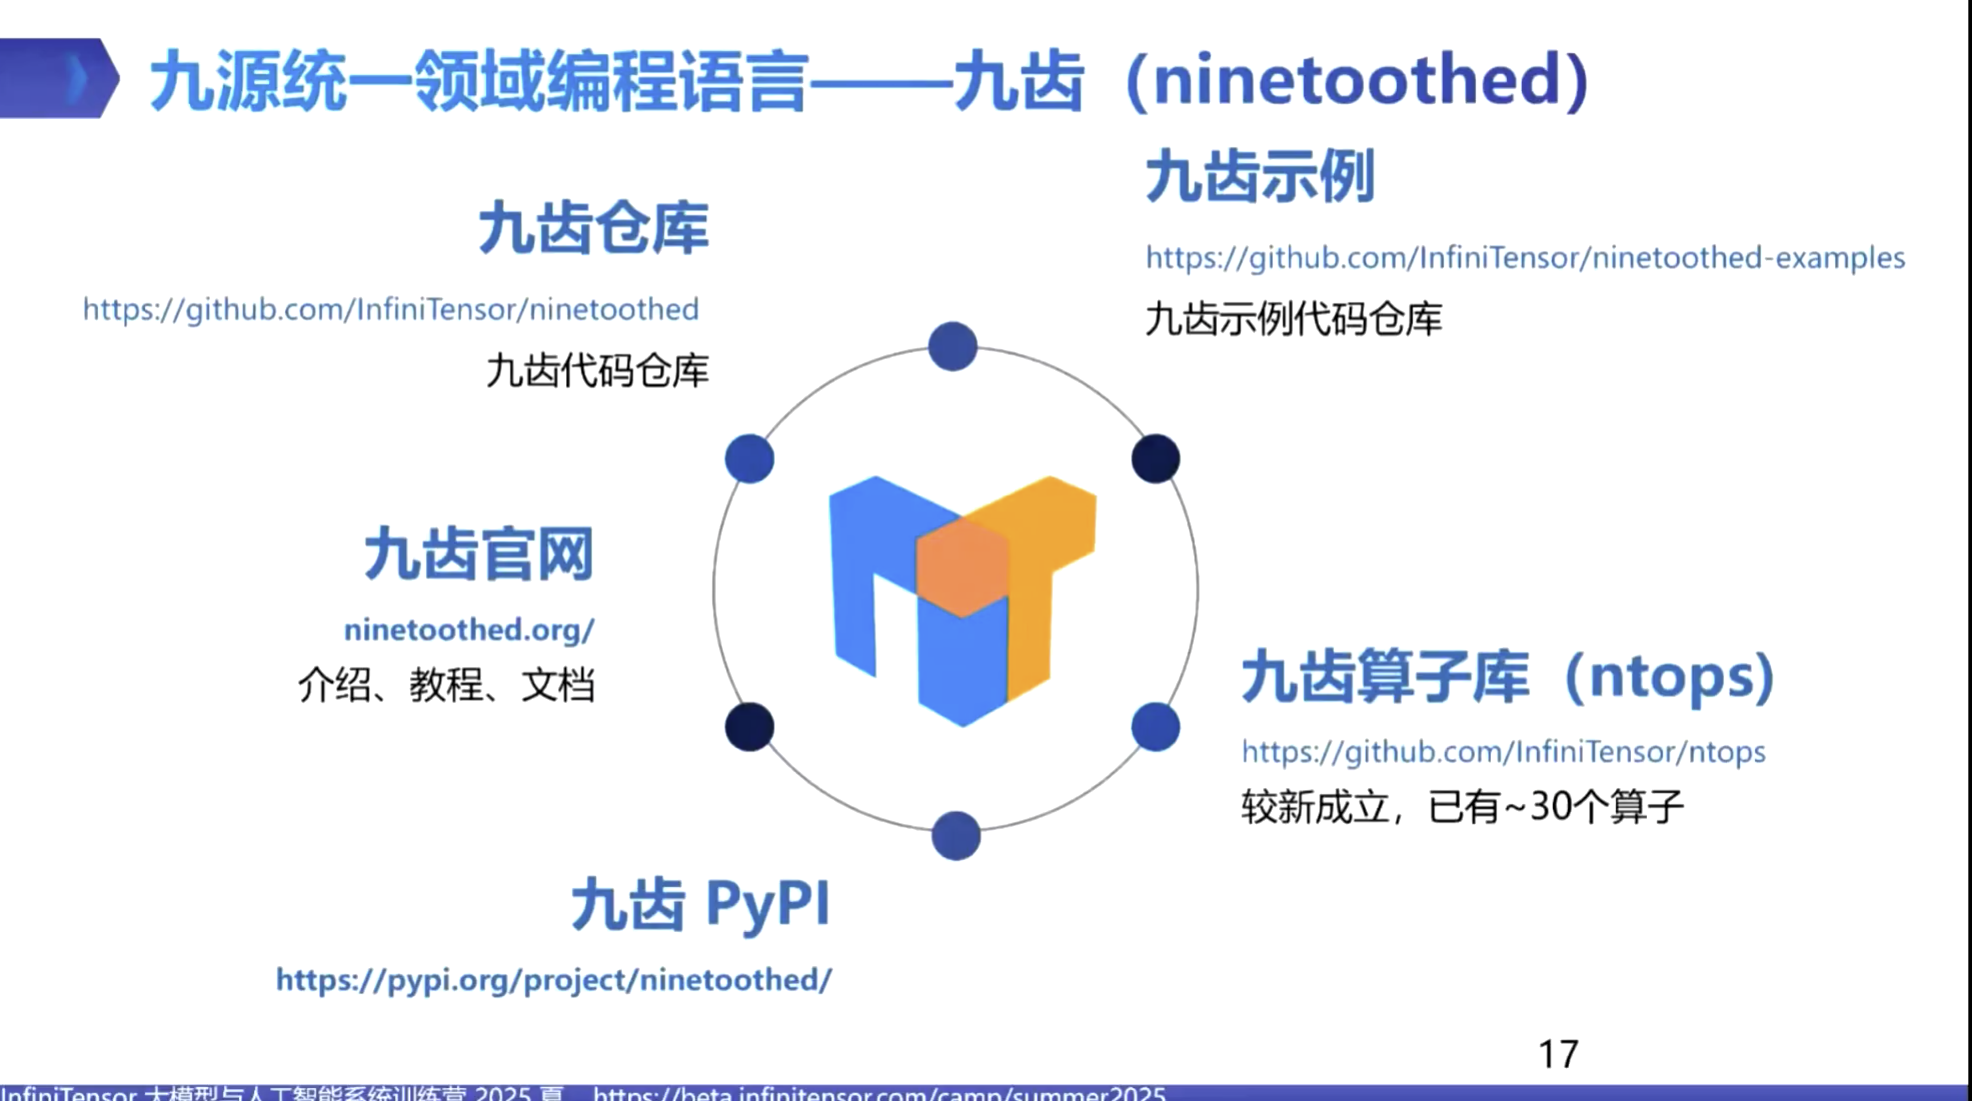 九源统一领域编程语言——九齿（ninetoothed）
九齿仓库
https://github.com/InfiniTensor/ninetoothed
九齿代码仓库
九齿示例
https://github.com/InfiniTensor/ninetoothed-examples
九齿示例代码仓库
九齿官网
ninetoothed.org/
介绍、教程、文档
九齿算子库（ntops）
https://github.com/InfiniTensor/ntops
较新成立，已有~30个算子
九齿 PyPI
https://pypi.org/project/ninetoothed/
17
InfiniTensor 大模型与人工智能系统训练营 2025 夏 https://beta.infinitensor.com/camp/summer2025